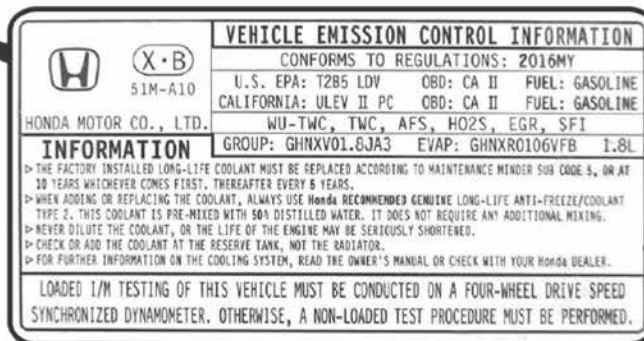 VEHICLE EMISSION CONTROL INFORMATION
X·B
51M-A10
HONDA MOTOR CO., LTD.
CONFORMS TO REGULATIONS: 2016MY
U.S. EPA: T2B5 LDV OBD: CA II FUEL: GASOLINE
CALIFORNIA: ULEV II PC OBD: CA II FUEL: GASOLINE
WU-TWC, TWC, AFS, HO2S, EGR, SFI
GROUP: GHNXV01.8JA3 EVAP: GHNXR0106VFB 1.8L
INFORMATION
▷ THE FACTORY INSTALLED LONG-LIFE COOLANT MUST BE REPLACED ACCORDING TO MAINTENANCE MINDER SUB CODE 5, OR AT
10 YEARS WHICHEVER COMES FIRST. THEREAFTER EVERY 5 YEARS.
▷ WHEN ADDING OR REPLACING THE COOLANT, ALWAYS USE Honda RECOMMENDED GENUINE LONG-LIFE ANTI-FREEZE/COOLANT
TYPE 2. THIS COOLANT IS PRE-MIXED WITH 50% DISTILLED WATER. IT DOES NOT REQUIRE ANY ADDITIONAL MIXING.
▷ NEVER DILUTE THE COOLANT, OR THE LIFE OF THE ENGINE MAY BE SERIOUSLY SHORTENED.
▷ CHECK OR ADD THE COOLANT AT THE RESERVE TANK, NOT THE RADIATOR.
▷ FOR FURTHER INFORMATION ON THE COOLING SYSTEM, READ THE OWNER'S MANUAL OR CHECK WITH YOUR Honda DEALER.
LOADED I/M TESTING OF THIS VEHICLE MUST BE CONDUCTED ON A FOUR-WHEEL DRIVE SPEED
SYNCHRONIZED DYNAMOMETER. OTHERWISE, A NON-LOADED TEST PROCEDURE MUST BE PERFORMED.